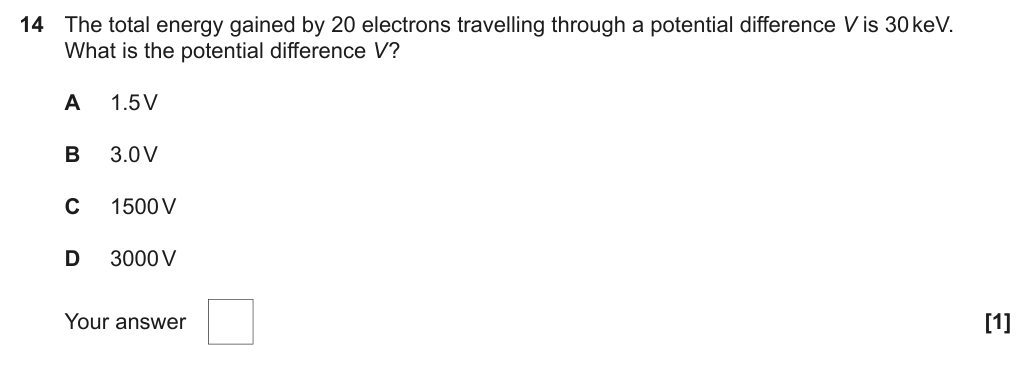 14 The total energy gained by 20 electrons travelling through a potential difference V is 30 keV.
What is the potential difference V?
A 1.5 V
B 3.0 V
C 1500 V
D 3000 V
Your answer [1]